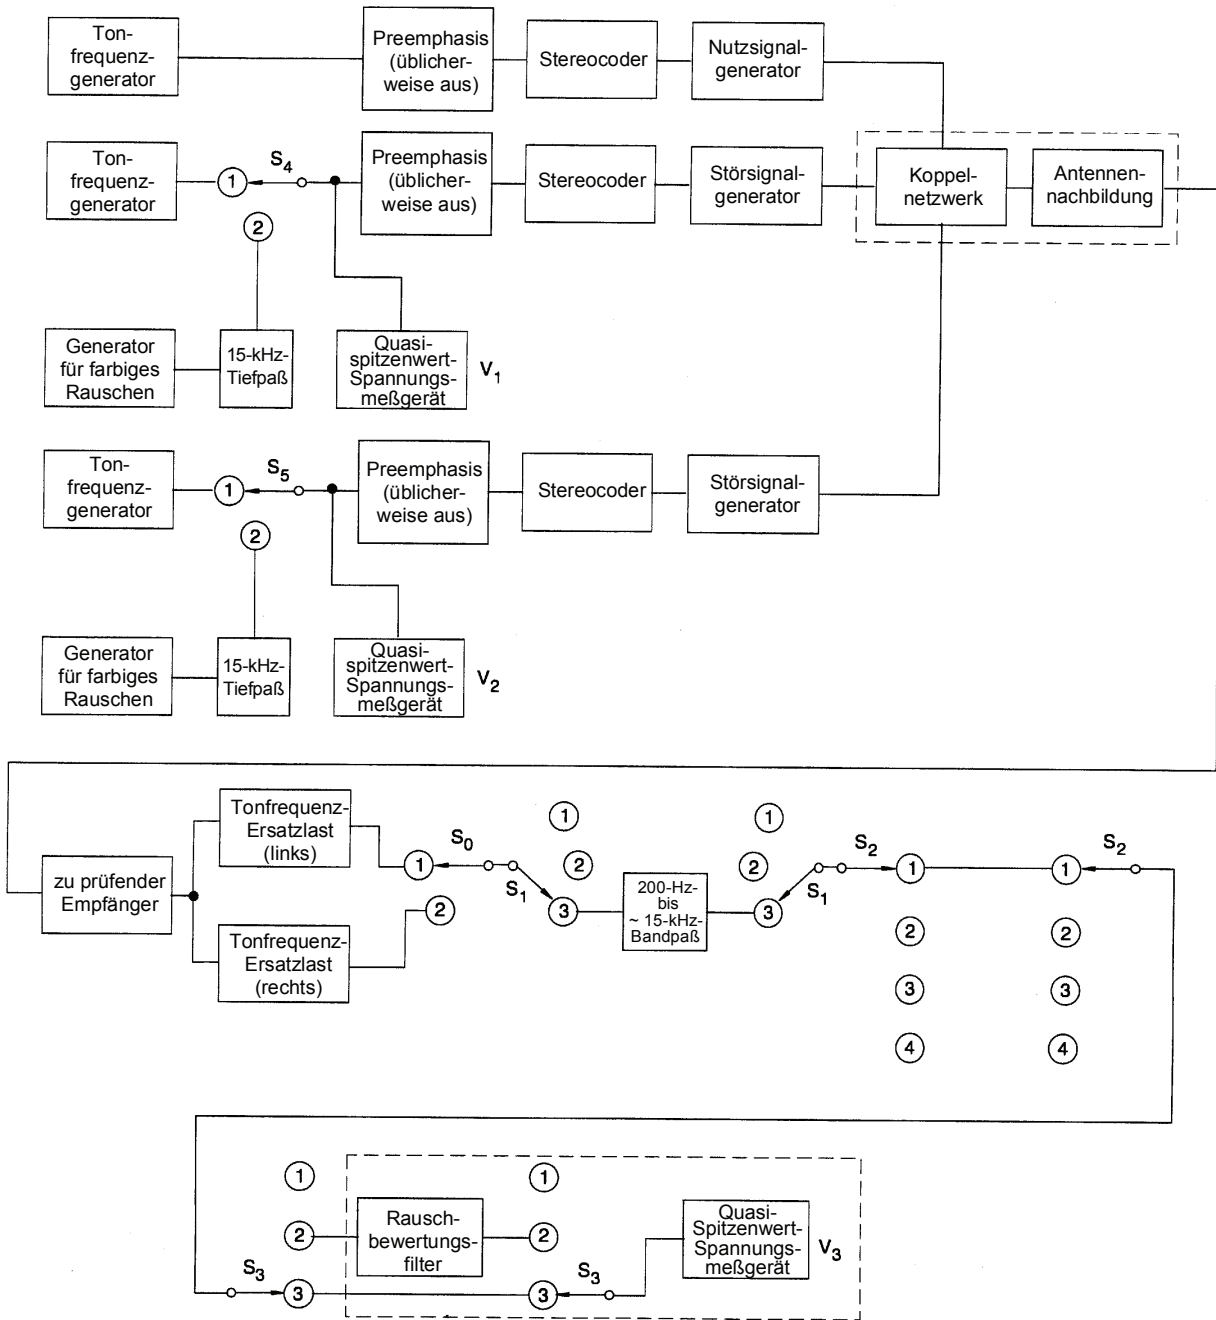 Ton-
frequenz-
generator
Preemphasis
(üblicher-
weise aus)
Stereocoder
Nutzsignal-
generator
Ton-
frequenz-
generator
1
S4
2
Preemphasis
(üblicher-
weise aus)
Stereocoder
Störsignal-
generator
Koppel-
netzwerk
Antennen-
nachbildung
Generator
für farbiges
Rauschen
15-kHz-
Tiefpaß
Quasi-
spitzenwert-
Spannungs-
meßgerät
V1
Ton-
frequenz-
generator
1
S5
2
Preemphasis
(üblicher-
weise aus)
Stereocoder
Störsignal-
generator
Generator
für farbiges
Rauschen
15-kHz-
Tiefpaß
Quasi-
spitzenwert-
Spannungs-
meßgerät
V2
zu prüfender
Empfänger
Tonfrequenz-
Ersatzlast
(links)
Tonfrequenz-
Ersatzlast
(rechts)
1
S0
2
S1
1
2
3
200-Hz-
bis
~ 15-kHz-
Bandpaß
1
2
3
S1
S2
1
2
3
4
1
2
3
4
S2
1
2
S3
3
Rausch-
bewertungs-
filter
1
2
3
S3
Quasi-
Spitzenwert-
Spannungs-
meßgerät
V3